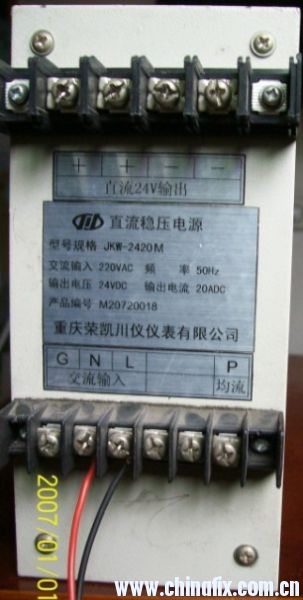 + + − −
直流24V输出
直流稳压电源
型号规格 JKW-2420M
交流输入 220VAC 频 率 50Hz
输出电压 24VDC 输出电流 20ADC
产品编号 M20720018
重庆荣凯川仪仪表有限公司
G N L P
交流输入 均流
2007/01/01
www.chinafix.com.cn